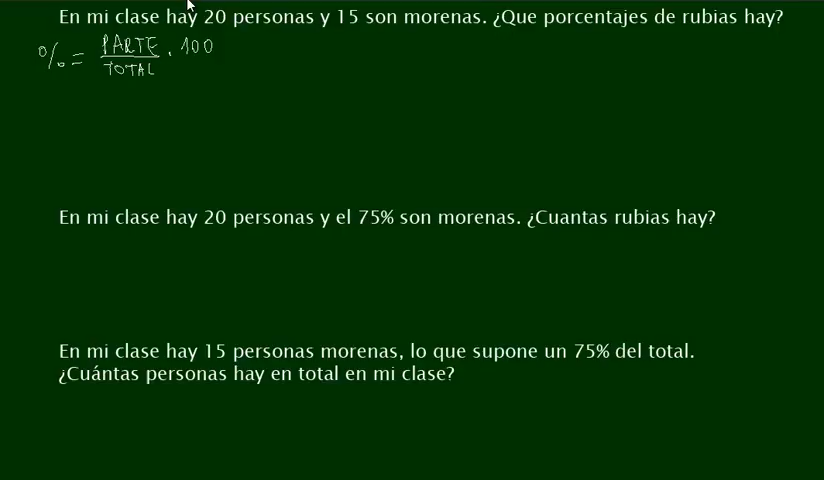 En mi clase hay 20 personas y 15 son morenas. ¿Que porcentajes de rubias hay?
% = PARTE / TOTAL · 100
En mi clase hay 20 personas y el 75% son morenas. ¿Cuantas rubias hay?
En mi clase hay 15 personas morenas, lo que supone un 75% del total.
¿Cuántas personas hay en total en mi clase?